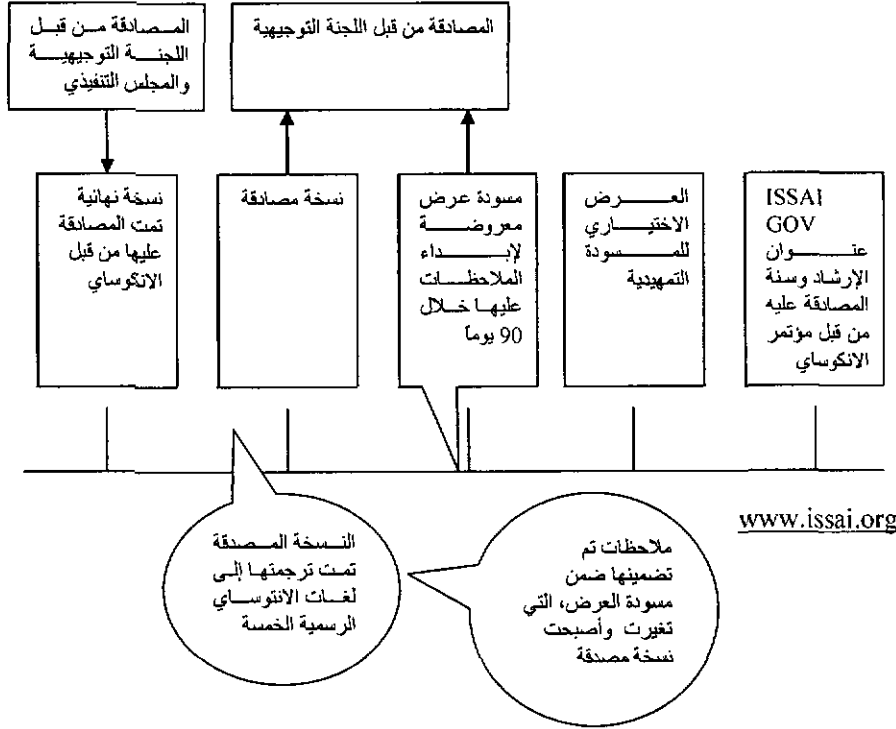 المصادقة من قبل اللجنة التوجيهية
المصادقة من قبل
اللجنة التوجيهية
والمجلس التنفيذي
ISSAI
GOV
عنوان
الإرشاد وسنة
المصادقة عليه
من قبل مؤتمر
الانكوساي
العرض
الاختياري
للمسودة
التمهيدية
مسودة عرض
معروضة
لإبداء
الملاحظات
عليها خلال
90 يوماً
نسخة مصادقة
نسخة نهائية
تمت المصادقة
عليها من قبل
الانكوساي
www.issai.org
ملاحظات تم
تضمينها ضمن
مسودة العرض، التي
تغيرت وأصبحت
نسخة مصدقة
النسخة المصدقة
تمت ترجمتها إلى
لغات الانتوساي
الرسمية الخمسة